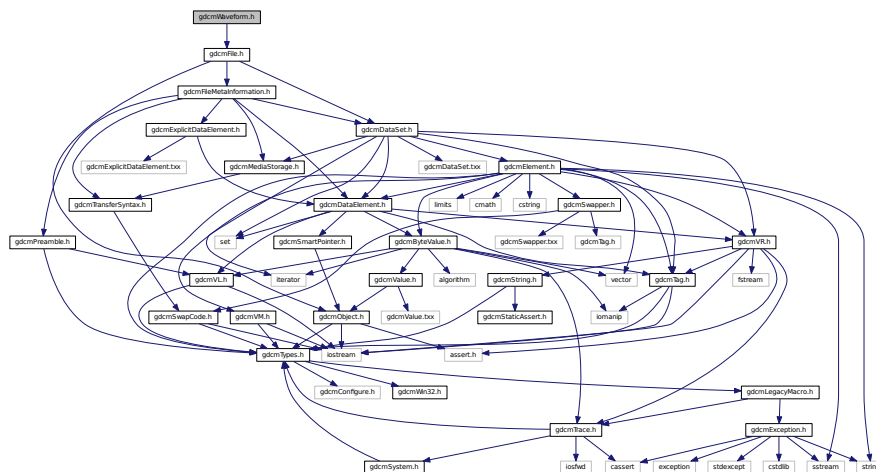 gdcmWaveform.h
gdcmFile.h
gdcmFileMetaInformation.h
gdcmExplicitDataElement.h
gdcmDataSet.h
gdcmExplicitDataElement.txx
gdcmMediaStorage.h
gdcmDataSet.txx
gdcmElement.h
gdcmTransferSyntax.h
gdcmDataElement.h
limits
cmath
cstring
gdcmSwapper.h
gdcmPreamble.h
set
gdcmSmartPointer.h
gdcmByteValue.h
gdcmSwapper.txx
gdcmTag.h
gdcmVR.h
gdcmVL.h
iterator
gdcmValue.h
algorithm
gdcmString.h
vector
gdcmTag.h
fstream
gdcmSwapCode.h
gdcmVM.h
gdcmObject.h
gdcmValue.txx
gdcmStaticAssert.h
iomanip
gdcmTypes.h
iostream
assert.h
gdcmConfigure.h
gdcmWin32.h
gdcmLegacyMacro.h
gdcmTrace.h
gdcmException.h
gdcmSystem.h
iosfwd
cassert
exception
stdexcept
cstdlib
sstream